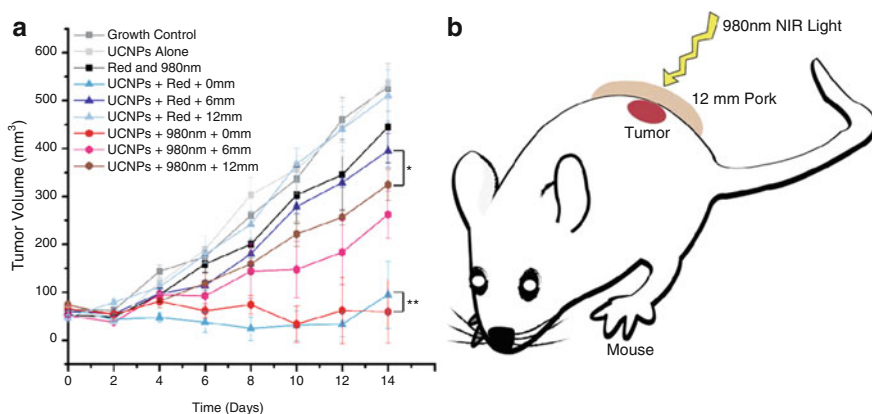 a
Growth Control
UCNPs Alone
Red and 980nm
UCNPs + Red + 0mm
UCNPs + Red + 6mm
UCNPs + Red + 12mm
UCNPs + 980nm + 0mm
UCNPs + 980nm + 6mm
UCNPs + 980nm + 12mm
Tumor Volume (mm³)
600
500
400
300
200
100
0
*
**
0 2 4 6 8 10 12 14
Time (Days)
b
980nm NIR Light
12 mm Pork
Tumor
Mouse